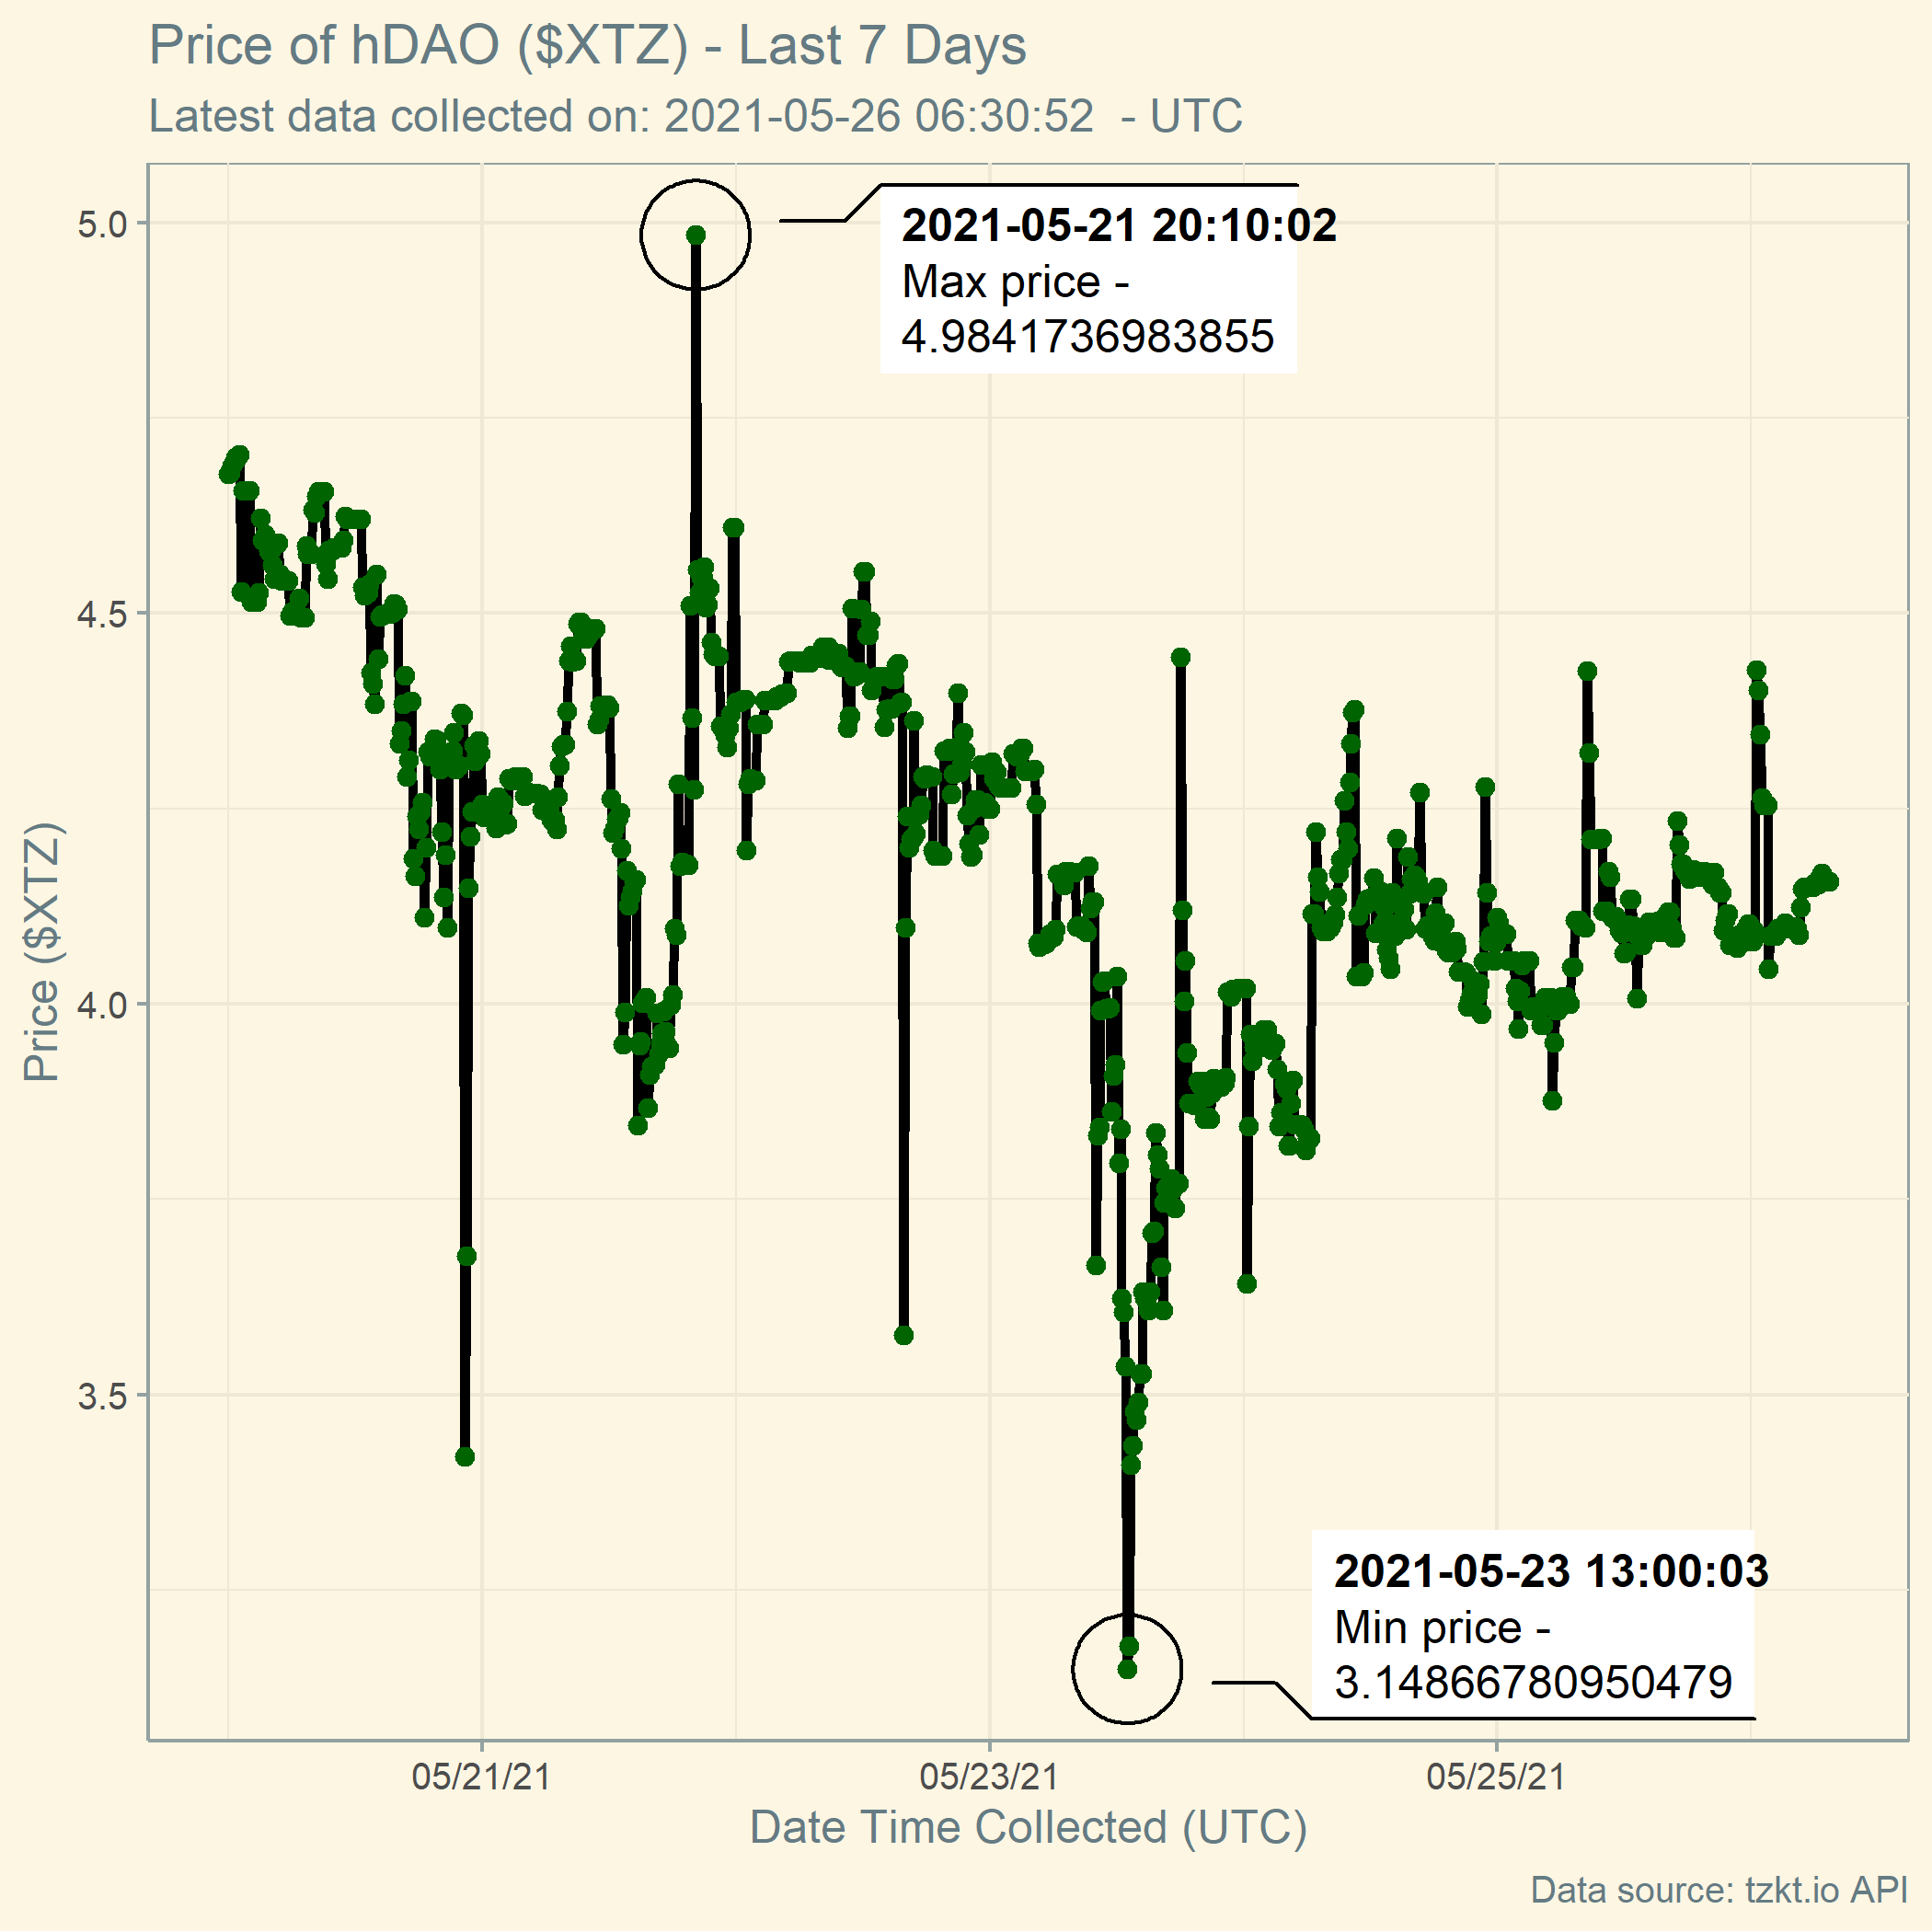 Price of hDAO ($XTZ) - Last 7 Days
Latest data collected on: 2021-05-26 06:30:52  - UTC
5.0
4.5
4.0
3.5
Price ($XTZ)
2021-05-21 20:10:02
Max price -
4.9841736983855
2021-05-23 13:00:03
Min price -
3.14866780950479
05/21/21
05/23/21
05/25/21
Date Time Collected (UTC)
Data source: tzkt.io API